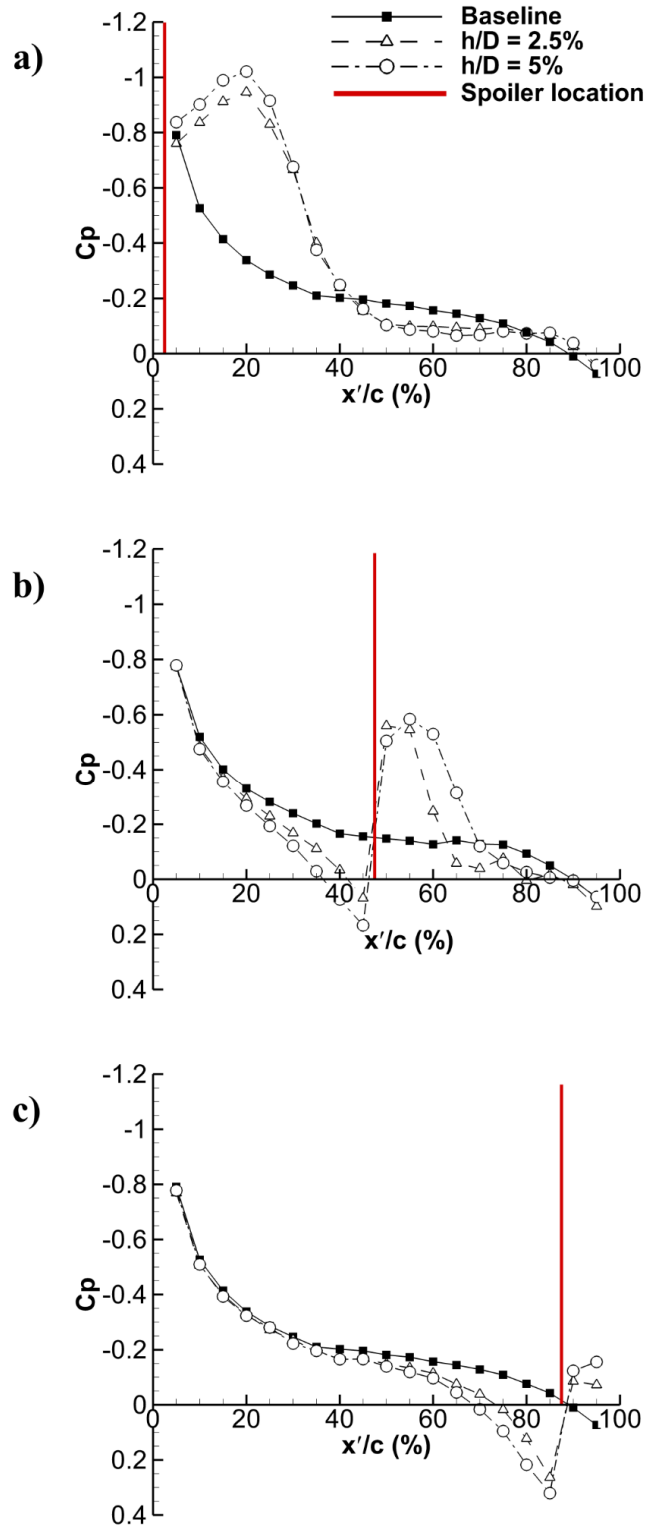 Baseline
h/D = 2.5%
h/D = 5%
Spoiler location
a)
-1.2
-1
-0.8
-0.6
-0.4
-0.2
0
0.2
0.4
Cp
0 20 40 60 80 100
x′/c (%)
b)
-1.2
-1
-0.8
-0.6
-0.4
-0.2
0
0.2
0.4
Cp
0 20 40 60 80 100
x′/c (%)
c)
-1.2
-1
-0.8
-0.6
-0.4
-0.2
0
0.2
0.4
Cp
0 20 40 60 80 100
x′/c (%)